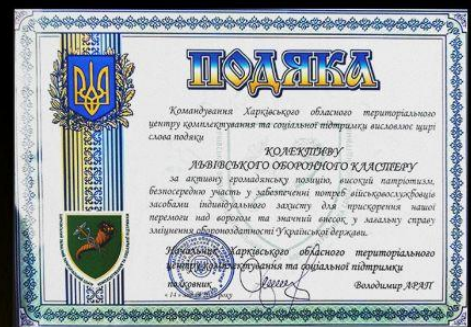 ПОДЯКА
Командування Харківського обласного територіального
центру комплектування та соціальної підтримки висловлює щирі
слова подяки
КОЛЕКТИВУ
ЛЬВІВСЬКОГО ОБОРОННОГО КЛАСТЕРУ
за активну громадянську позицію, високий патріотизм,
безпосередню участь у забезпеченні потреб військовослужбовців
засобами індивідуального захисту для прискорення нашої
перемоги над ворогом та значний внесок у загальну справу
зміцнення обороноздатності Української держави.
Начальник Харківського обласного територіального
центру комплектування та соціальної підтримки
полковник Володимир АРАП
« 14 » року